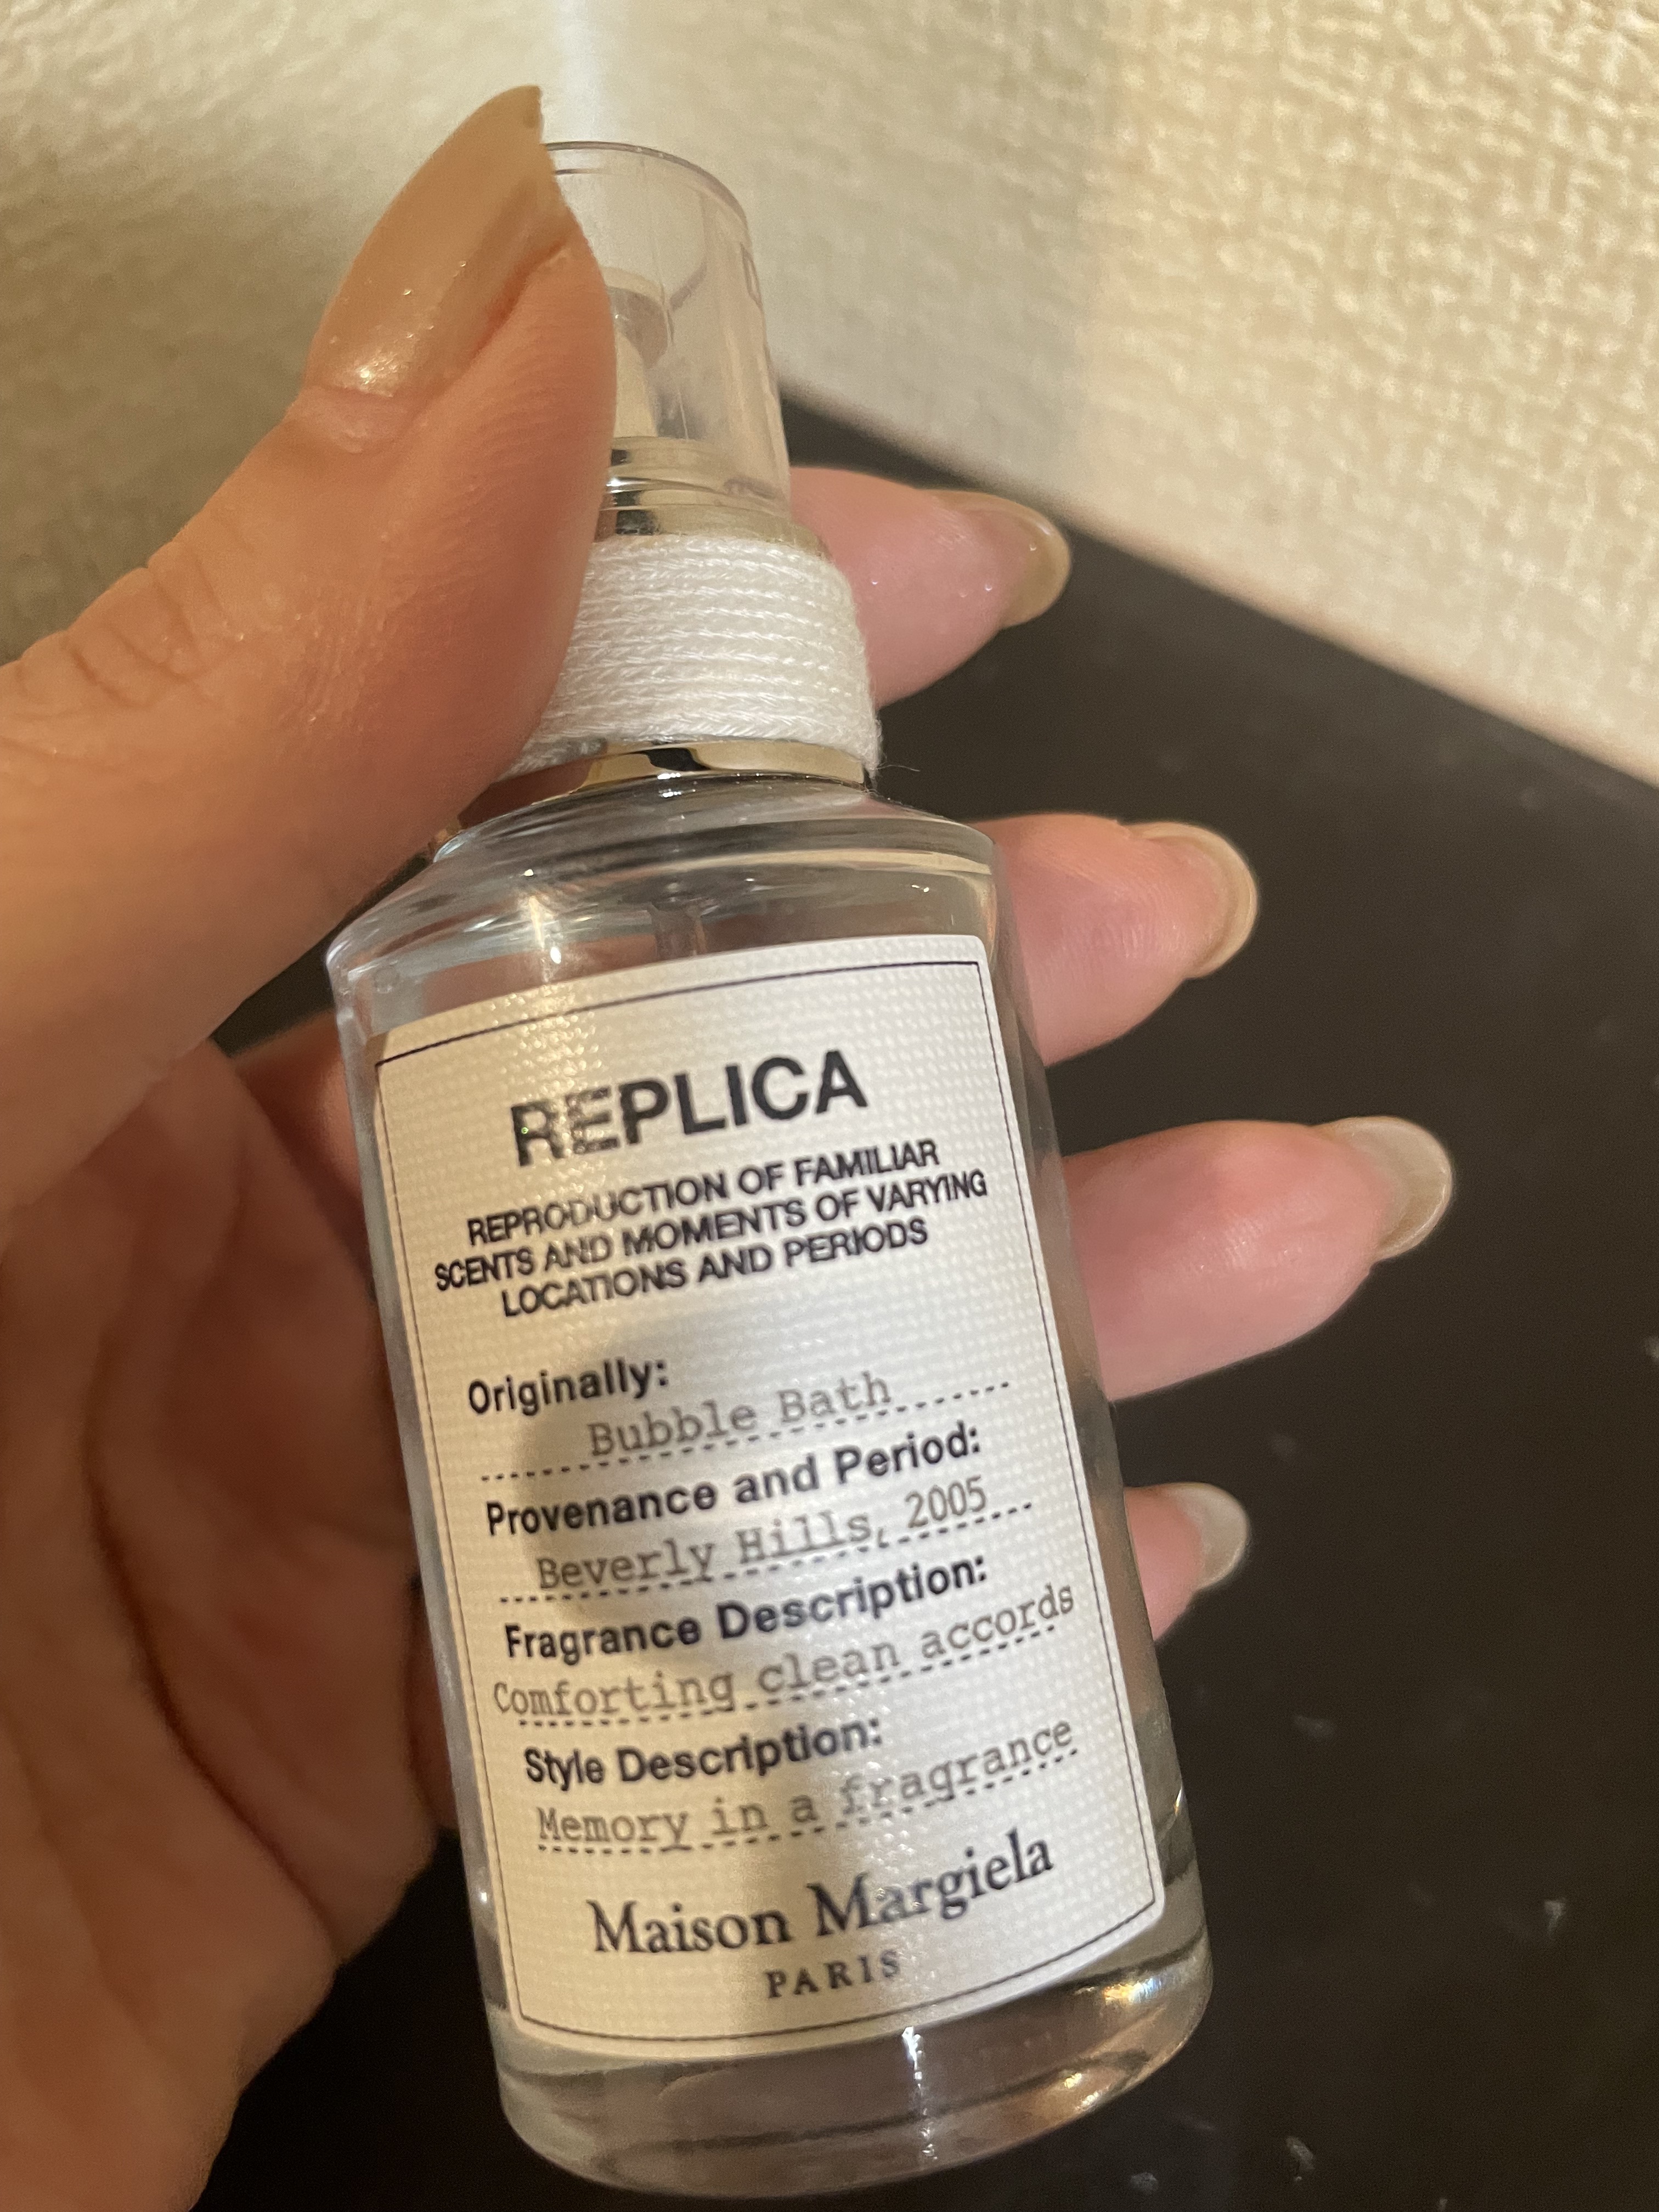 REPLICA
REPRODUCTION OF FAMILIAR
SCENTS AND MOMENTS OF VARYING
LOCATIONS AND PERIODS
Originally:
Bubble Bath
Provenance and Period:
Beverly Hills, 2005
Fragrance Description:
Comforting clean accords
Style Description:
Memory in a fragrance
Maison Margiela
PARIS